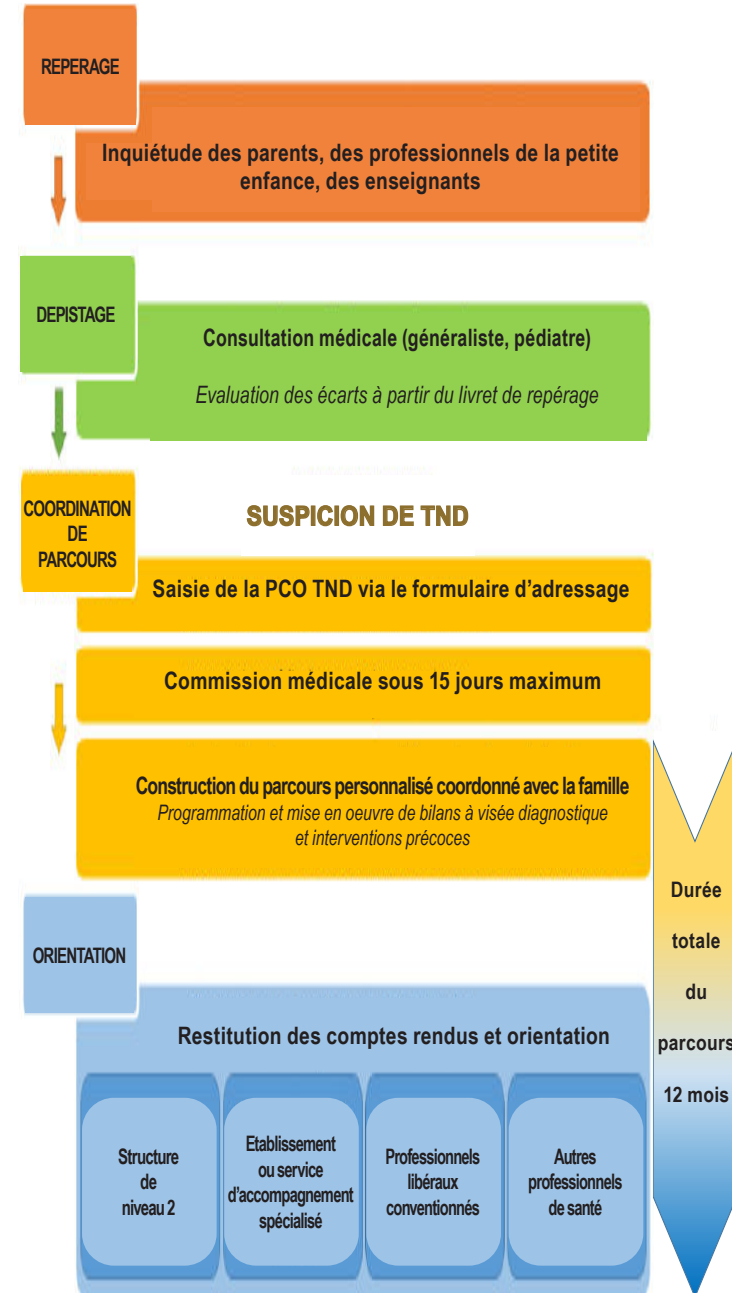 REPERAGE
Inquiétude des parents, des professionnels de la petite
enfance, des enseignants
DEPISTAGE
Consultation médicale (généraliste, pédiatre)
Evaluation des écarts à partir du livret de repérage
COORDINATION
DE
PARCOURS
SUSPICION DE TND
Saisie de la PCO TND via le formulaire d’adressage
Commission médicale sous 15 jours maximum
Construction du parcours personnalisé coordonné avec la famille
Programmation et mise en oeuvre de bilans à visée diagnostique
et interventions précoces
Durée
totale
du
parcours
12 mois
ORIENTATION
Restitution des comptes rendus et orientation
Structure
de
niveau 2
Etablissement
ou service
d’accompagnement
spécialisé
Professionnels
libéraux
conventionnés
Autres
professionnels
de santé